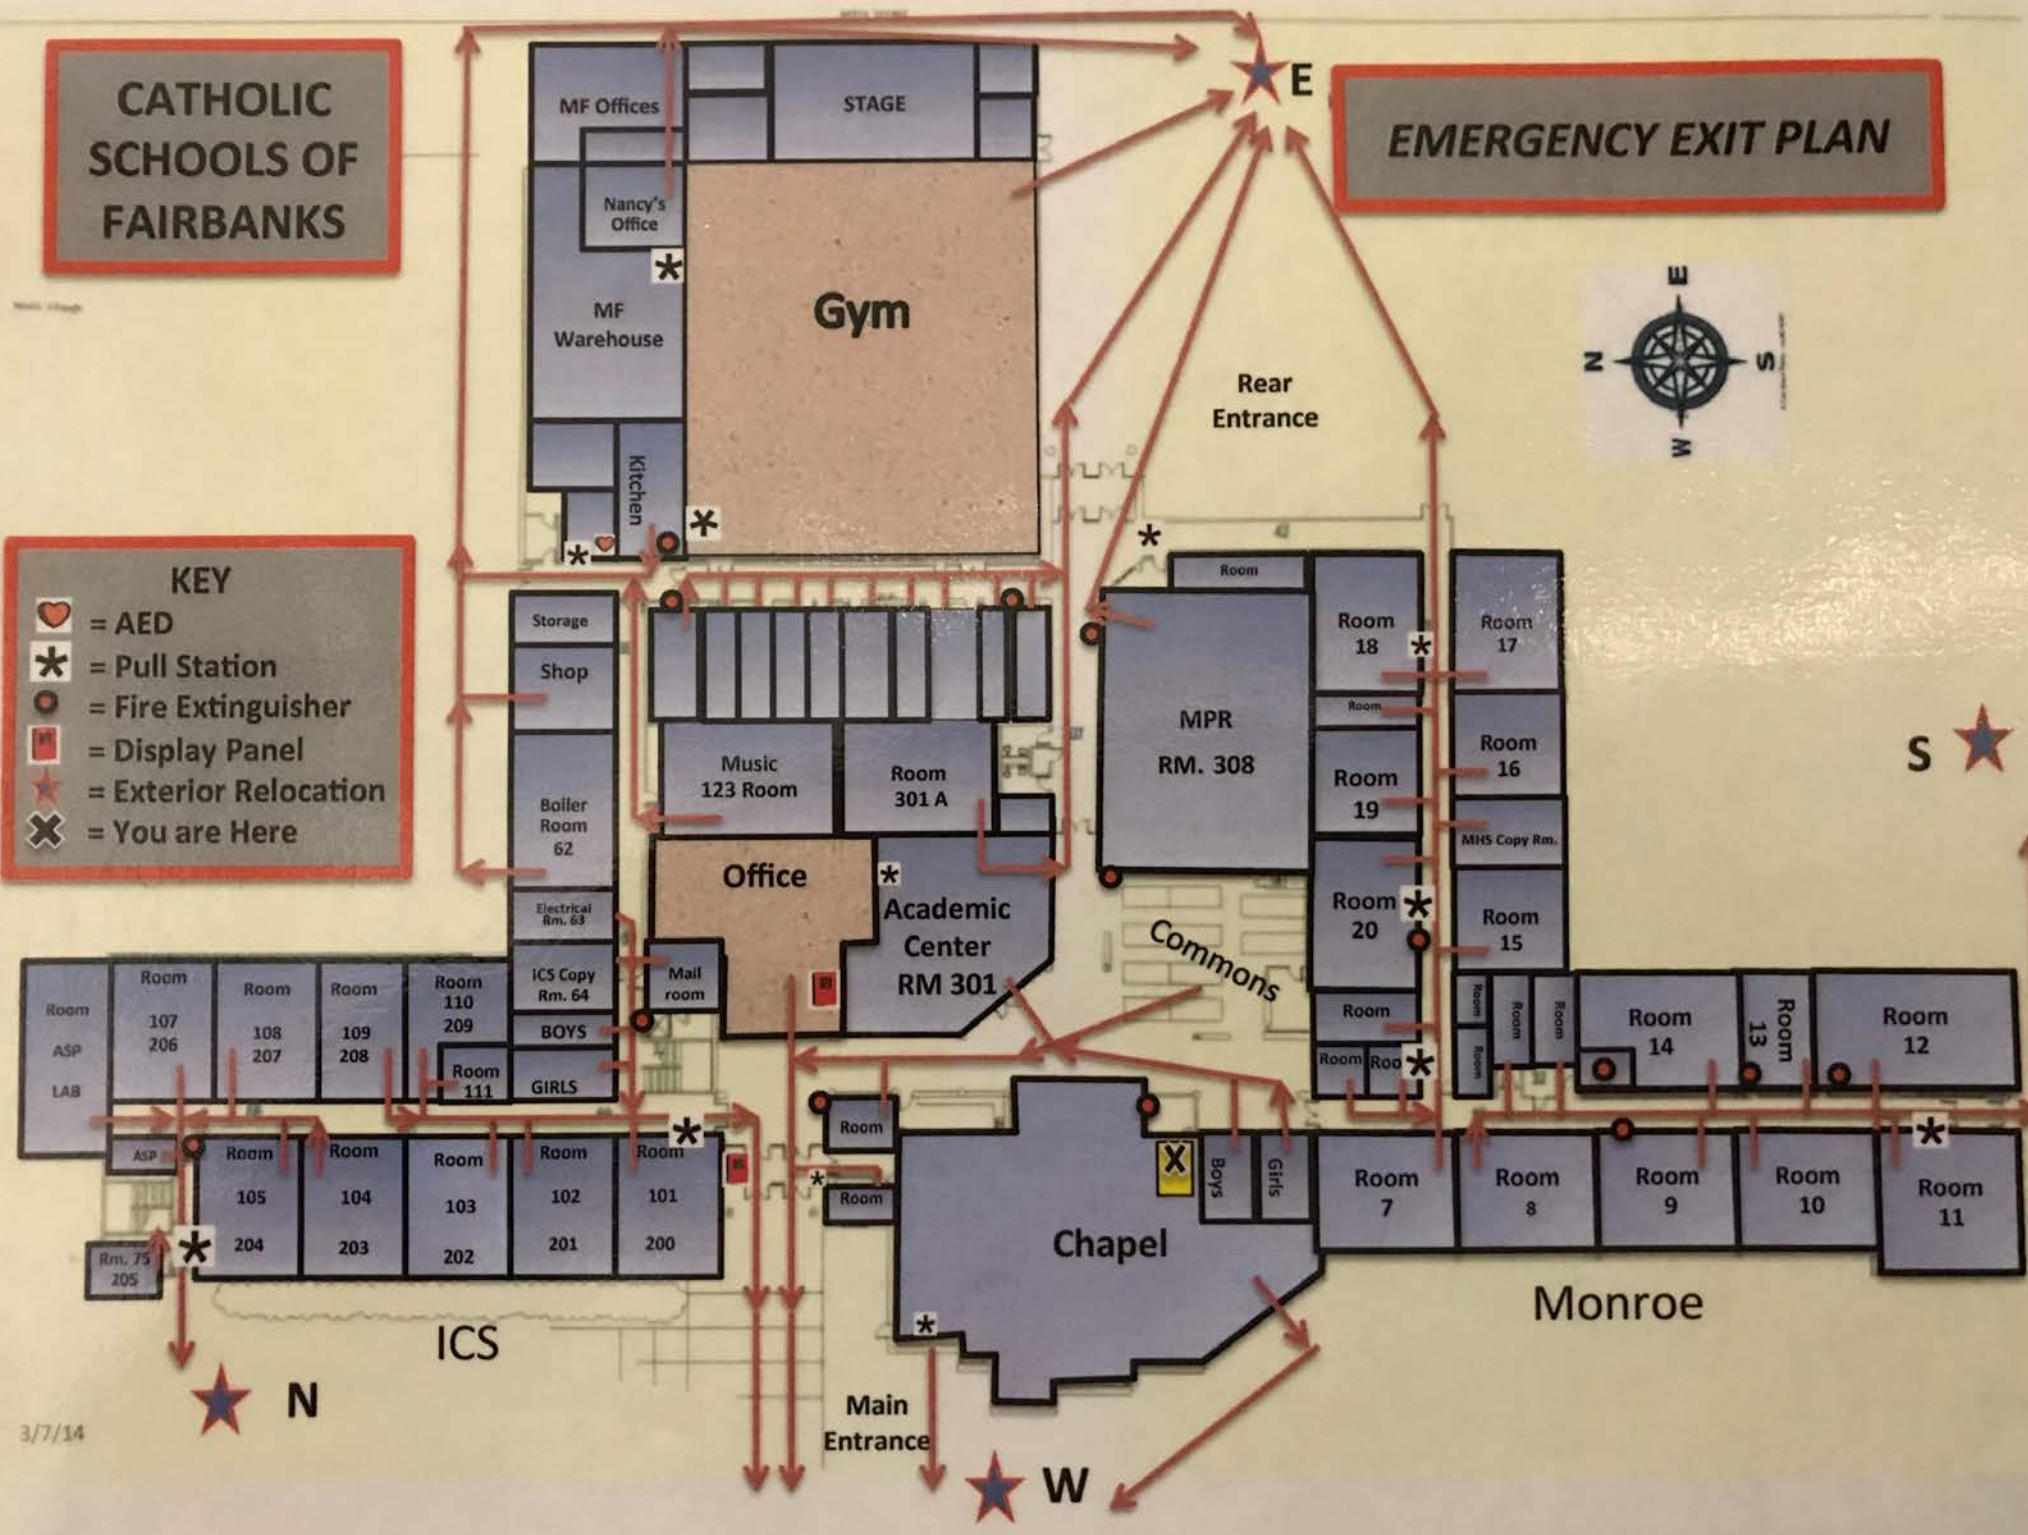 CATHOLIC
SCHOOLS OF
FAIRBANKS
EMERGENCY EXIT PLAN
E
MF Offices
STAGE
Nancy's
Office
MF
Warehouse
Gym
Kitchen
Rear
Entrance
E
N
S
W
KEY
= AED
= Pull Station
= Fire Extinguisher
= Display Panel
= Exterior Relocation
= You are Here
Storage
Shop
Boiler
Room
62
Electrical
Rm. 63
ICS Copy
Rm. 64
BOYS
GIRLS
Music
123 Room
Room
301 A
Office
Mail
room
Academic
Center
RM 301
MPR
RM. 308
Commons
Room
Room
18
Room
Room
19
Room
20
Room
Room
Roo
Room
17
Room
16
MHS Copy Rm.
Room
15
Room
Room
Room
Room
Room
14
Room
13
Room
12
S
Room
ASP
LAB
Room
107
206
Room
108
207
Room
109
208
Room
110
209
Room
111
ASP
Room
105
204
Room
104
203
Room
103
202
Room
102
201
Room
101
200
Rm. 75
205
Room
Room
Chapel
X
Boys
Girls
Room
7
Room
8
Room
9
Room
10
Room
11
ICS
Monroe
N
Main
Entrance
W
3/7/14